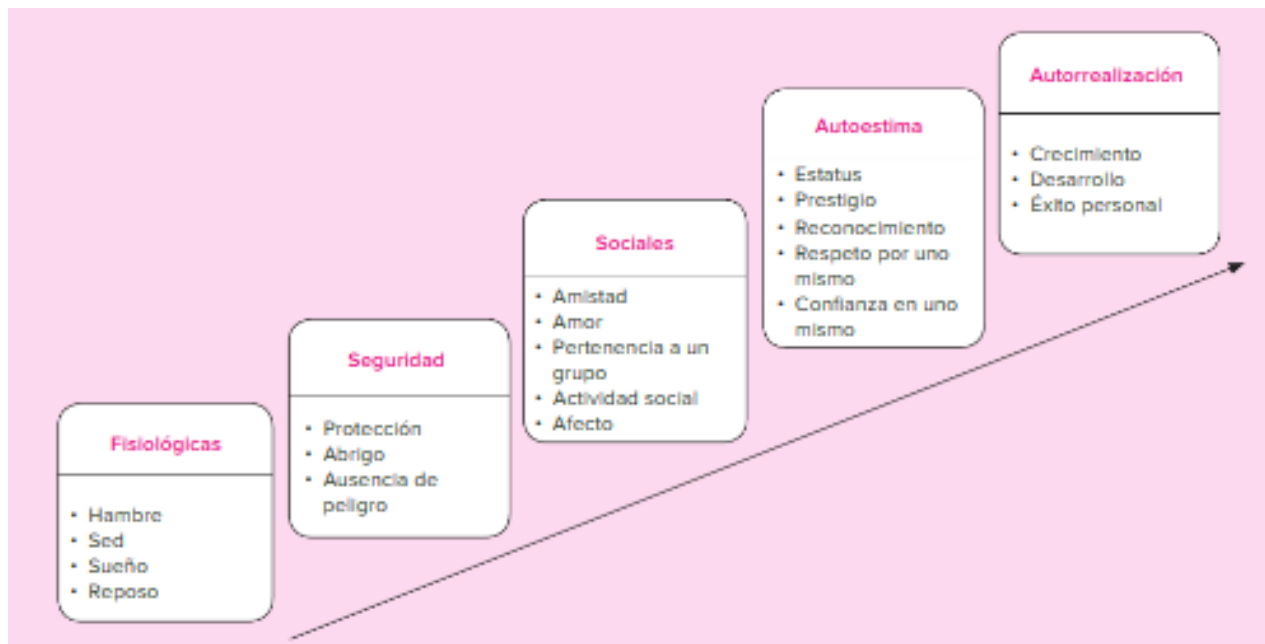 Fisiológicas
• Hambre
• Sed
• Sueño
• Reposo
Seguridad
• Protección
• Abrigo
• Ausencia de
peligro
Sociales
• Amistad
• Amor
• Pertenencia a un
grupo
• Actividad social
• Afecto
Autoestima
• Estatus
• Prestigio
• Reconocimiento
• Respeto por uno
mismo
• Confianza en uno
mismo
Autorrealización
• Crecimiento
• Desarrollo
• Éxito personal